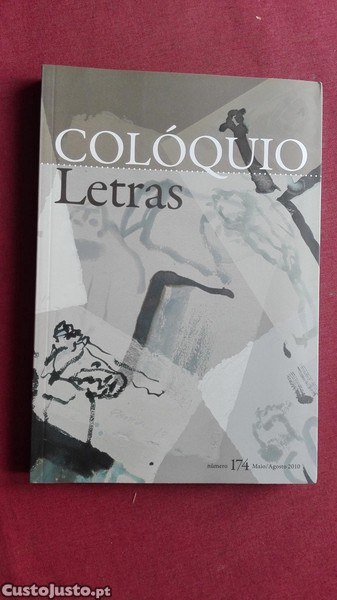 COLÓQUIO
Letras
número 174 Maio/Agosto 2010
CustoJusto.pt